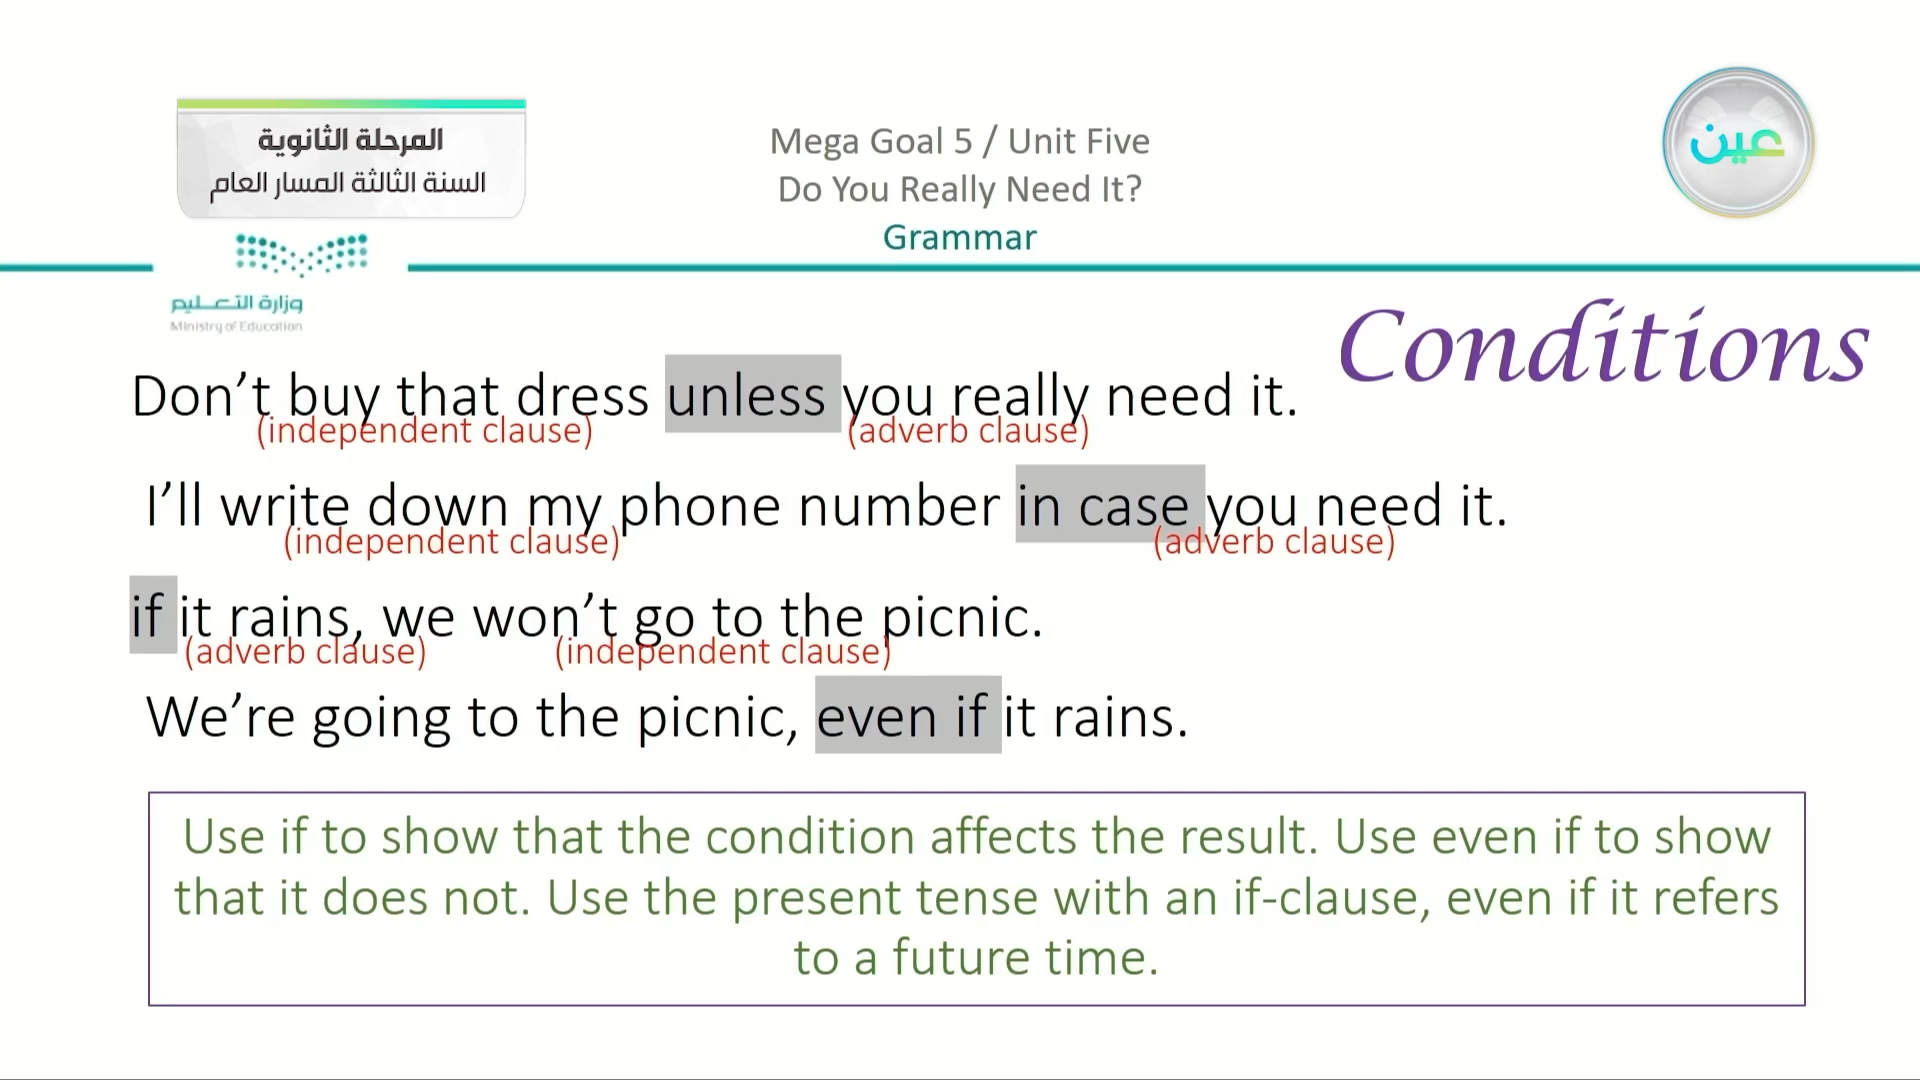 المرحلة الثانوية
السنة الثالثة المسار العام
Mega Goal 5 / Unit Five
Do You Really Need It?
Grammar
عين
وزارة التعليم
Ministry of Education
Conditions
Don’t buy that dress unless you really need it.
(independent clause) (adverb clause)
I’ll write down my phone number in case you need it.
(independent clause) (adverb clause)
if it rains, we won’t go to the picnic.
(adverb clause) (independent clause)
We’re going to the picnic, even if it rains.
Use if to show that the condition affects the result. Use even if to show
that it does not. Use the present tense with an if-clause, even if it refers
to a future time.